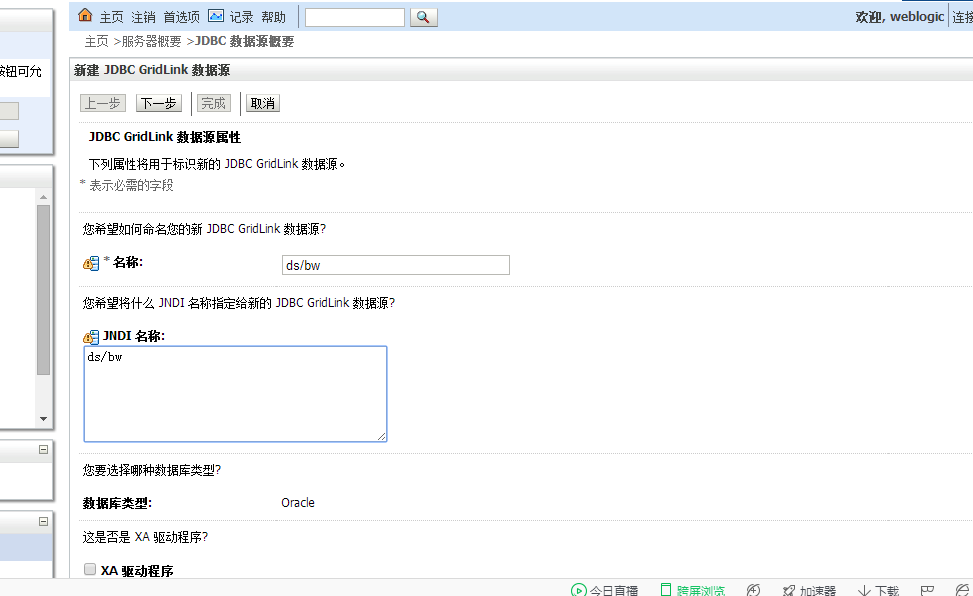 主页 注销 首选项 记录 帮助
欢迎, weblogic 连接
主页 >服务器概要 >JDBC 数据源概要
按钮可允
新建 JDBC GridLink 数据源
上一步 下一步 完成 取消
JDBC GridLink 数据源属性
下列属性将用于标识新的 JDBC GridLink 数据源。
* 表示必需的字段
您希望如何命名您的新 JDBC GridLink 数据源?
* 名称: ds/bw
您希望将什么 JNDI 名称指定给新的 JDBC GridLink 数据源?
JNDI 名称:
ds/bw
您要选择哪种数据库类型?
数据库类型: Oracle
这是否是 XA 驱动程序?
XA 驱动程序
今日直播 跨屏浏览 加速器 下载